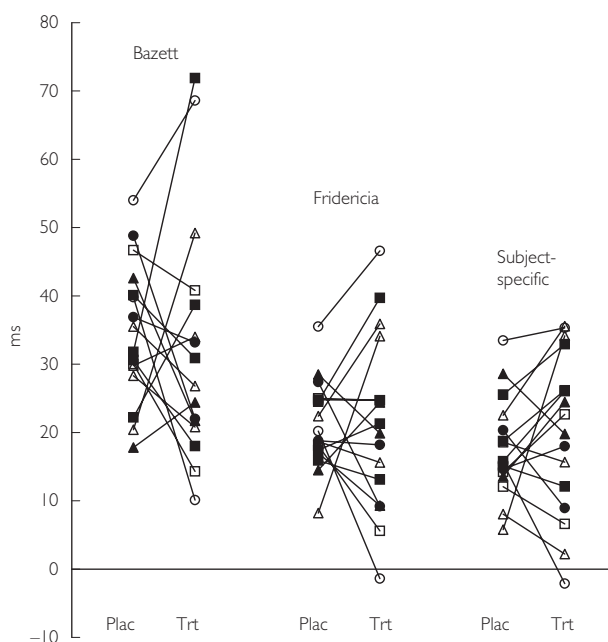 80
Bazett
70
60
Fridericia
50
Subject-
specific
40
ms
30
20
10
0
Plac Trt Plac Trt Plac Trt
–10